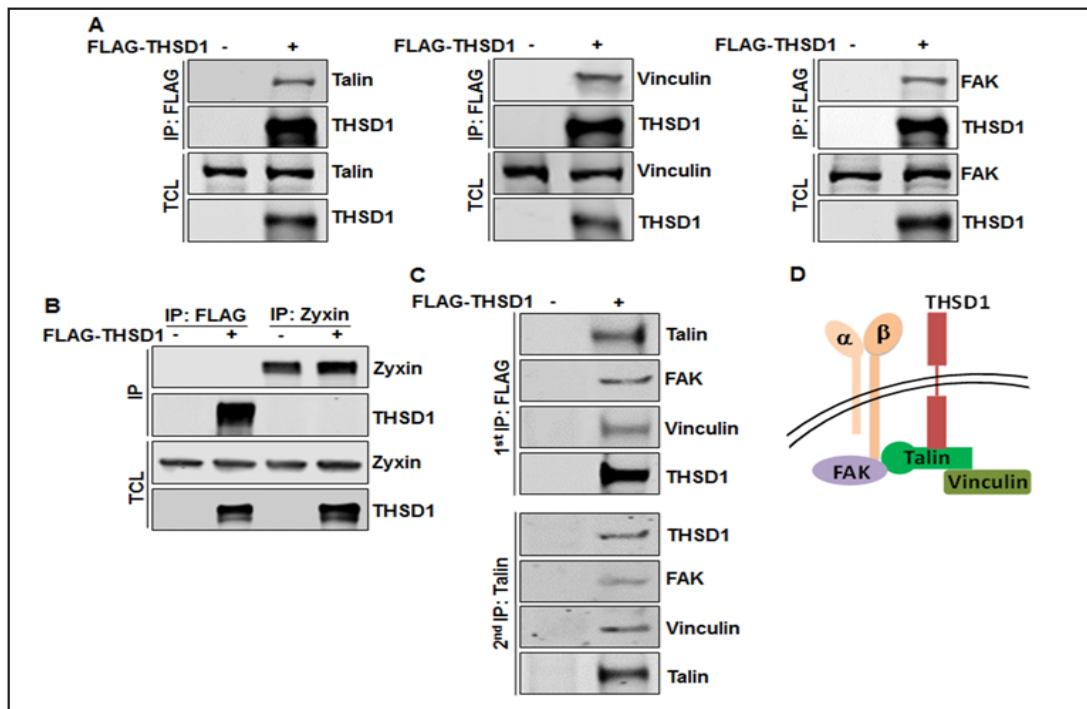 A
FLAG-THSD1 - +
IP: FLAG
Talin
THSD1
TCL
Talin
THSD1
FLAG-THSD1 - +
IP: FLAG
Vinculin
THSD1
TCL
Vinculin
THSD1
FLAG-THSD1 - +
IP: FLAG
FAK
THSD1
TCL
FAK
THSD1
B
IP: FLAG IP: Zyxin
FLAG-THSD1 - + - +
IP
Zyxin
THSD1
TCL
Zyxin
THSD1
C
FLAG-THSD1 - +
1st IP: FLAG
Talin
FAK
Vinculin
THSD1
2nd IP: Talin
THSD1
FAK
Vinculin
Talin
D
THSD1
α β
FAK Talin
Vinculin